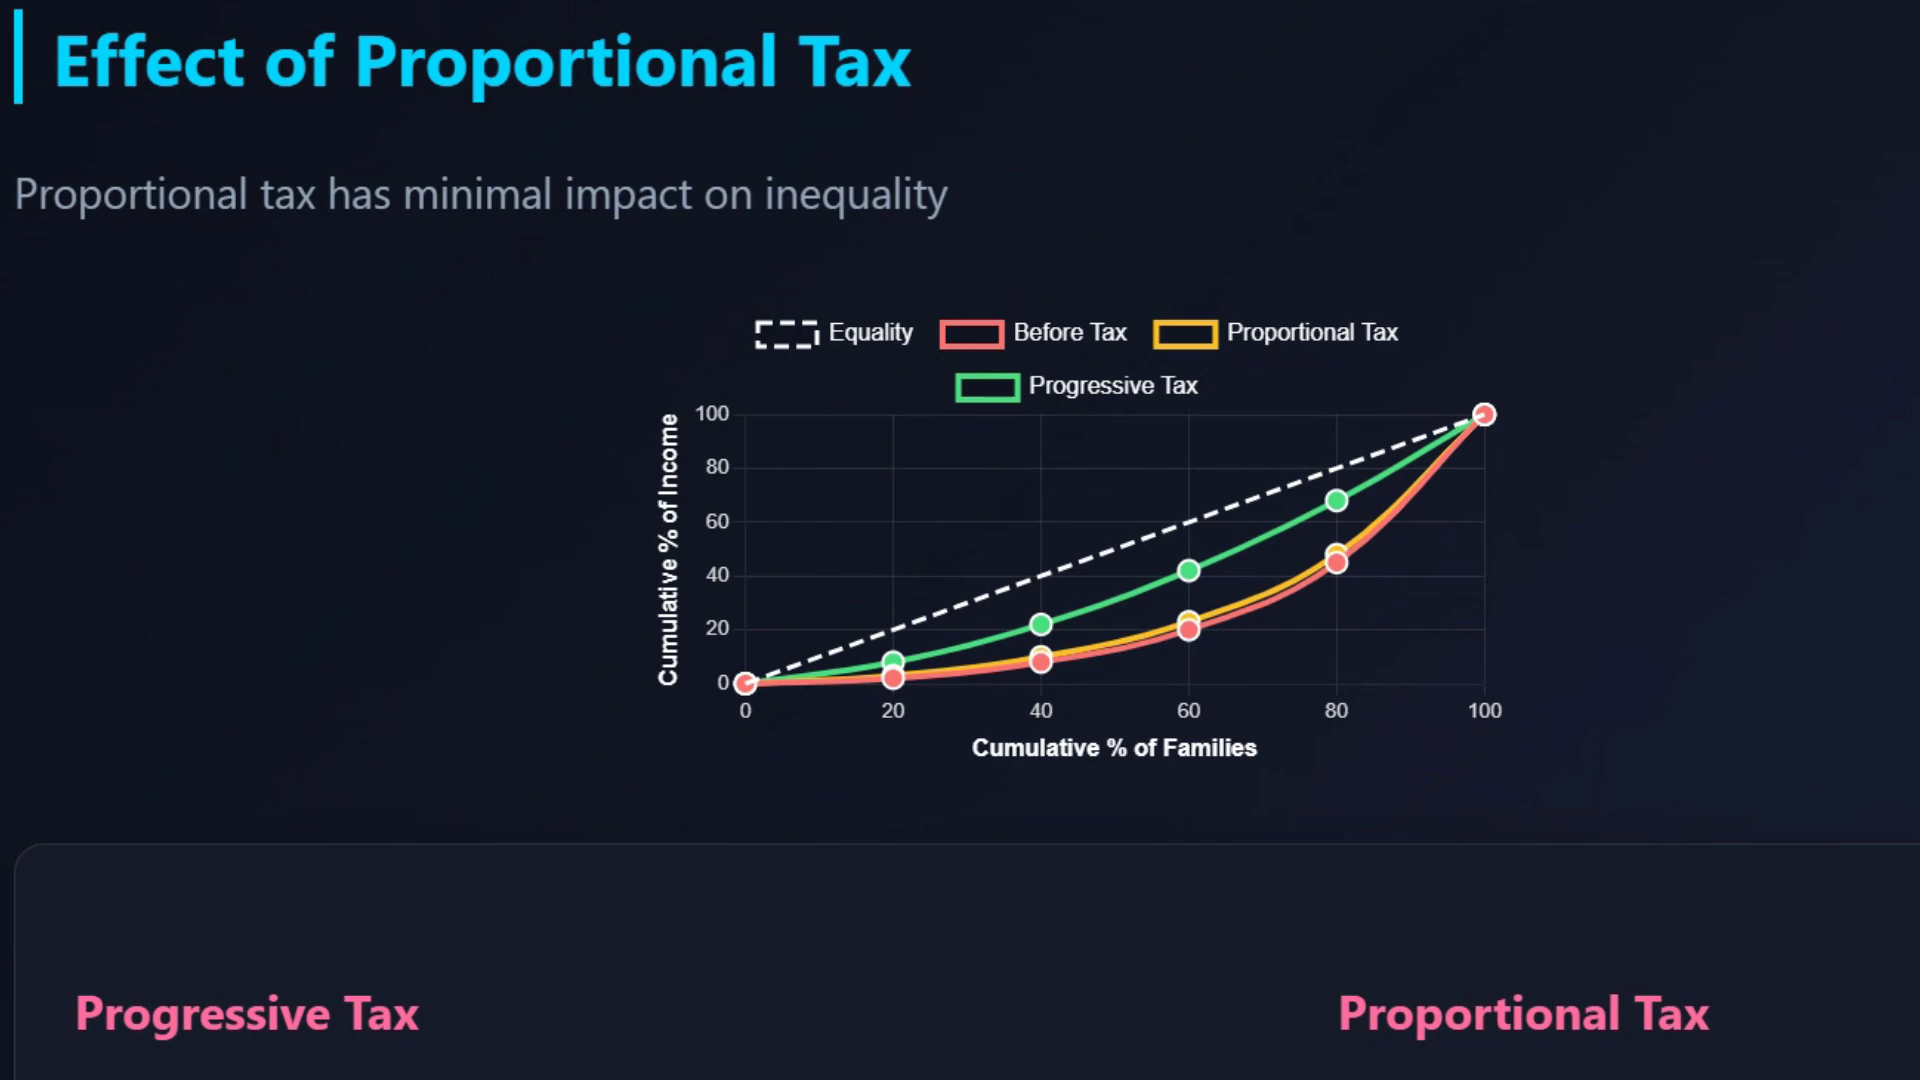 Effect of Proportional Tax
Proportional tax has minimal impact on inequality
Equality Before Tax Proportional Tax
Progressive Tax
Cumulative % of Income
100
80
60
40
20
0
0 20 40 60 80 100
Cumulative % of Families
Progressive Tax Proportional Tax